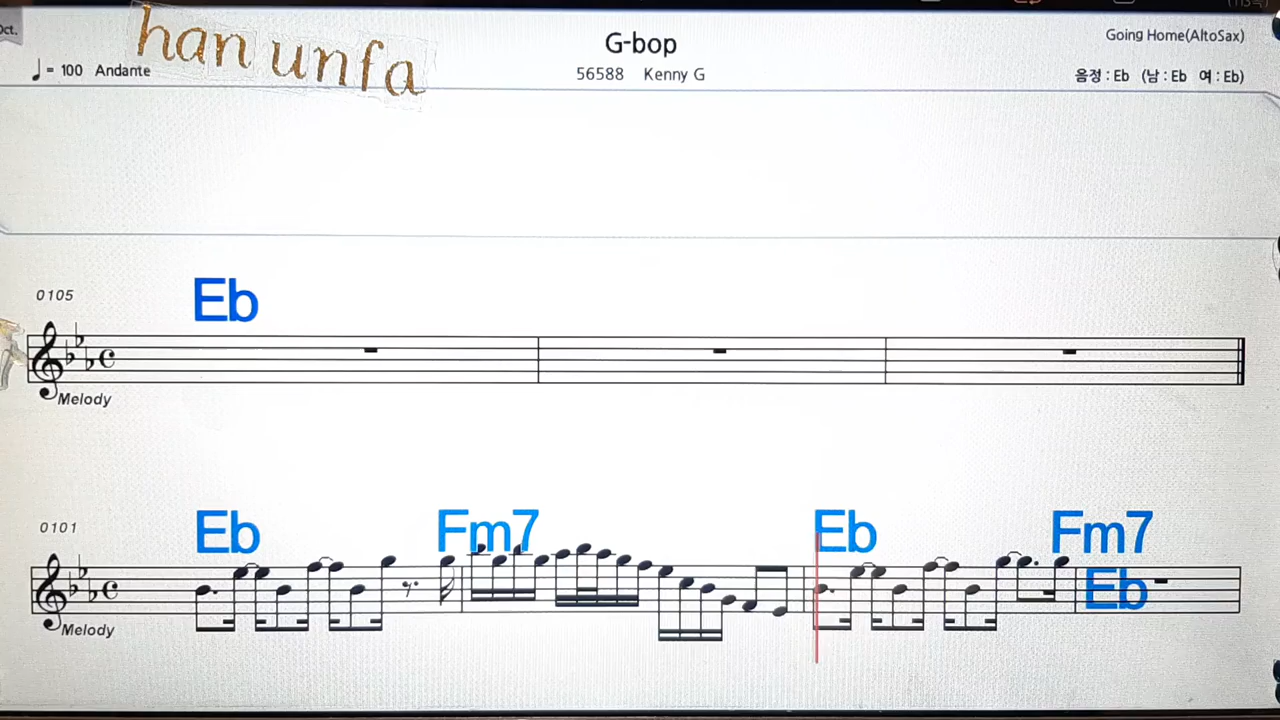 Oct.
han unfa
G-bop
Going Home(AltoSax)
= 100 Andante
56588 Kenny G
음정 : Eb (남 : Eb 여 : Eb)
0105
Eb
Melody
0101
Eb Fm7 Eb Fm7
Eb
Melody